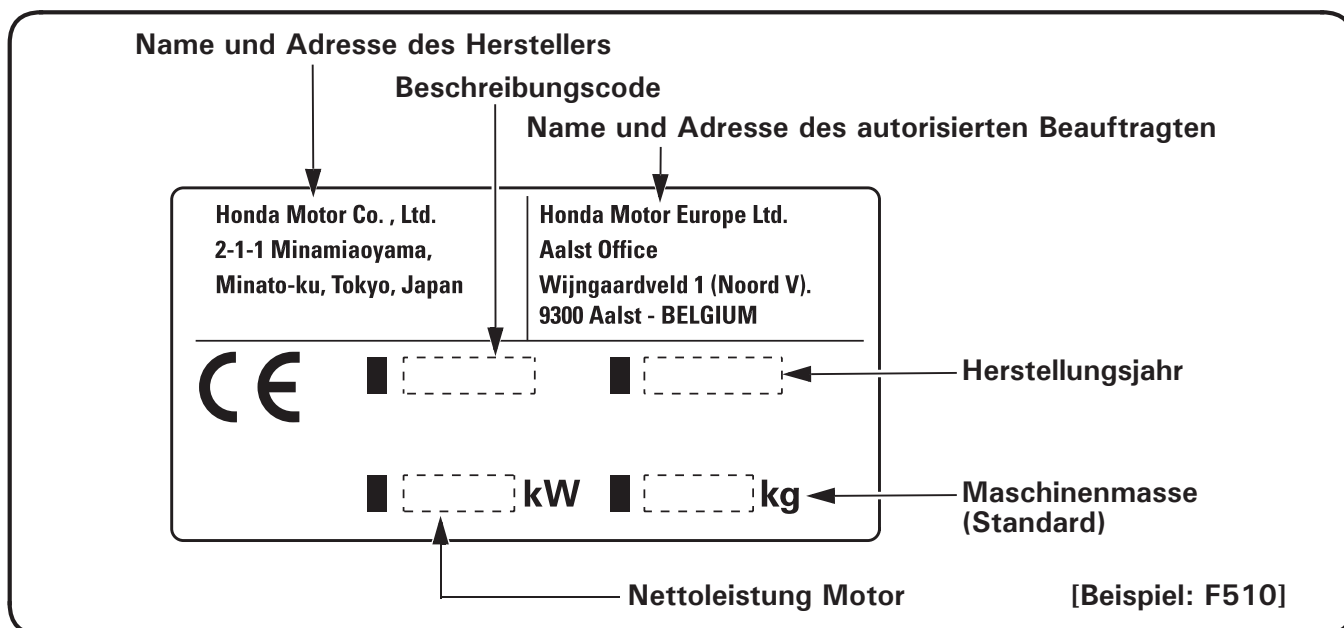 Name und Adresse des Herstellers
Beschreibungscode
Name und Adresse des autorisierten Beauftragten
Honda Motor Co. , Ltd.
2-1-1 Minamiaoyama,
Minato-ku, Tokyo, Japan
Honda Motor Europe Ltd.
Aalst Office
Wijngaardveld 1 (Noord V).
9300 Aalst - BELGIUM
CE
Herstellungsjahr
kW
kg
Maschinenmasse
(Standard)
Nettoleistung Motor
[Beispiel: F510]